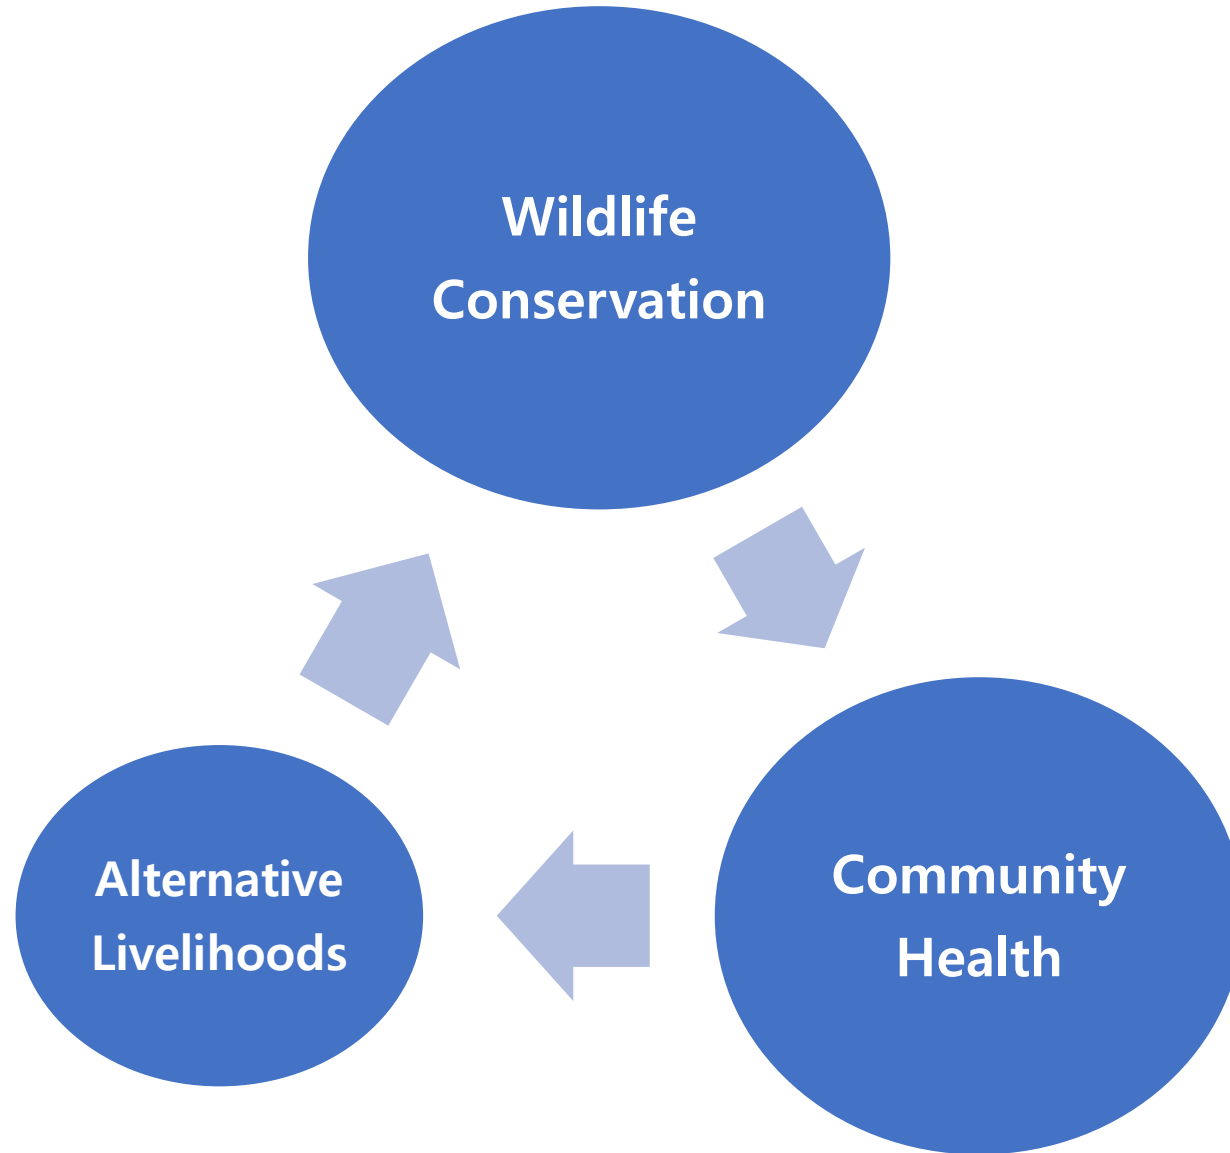 Wildlife
Conservation
Community
Health
Alternative
Livelihoods